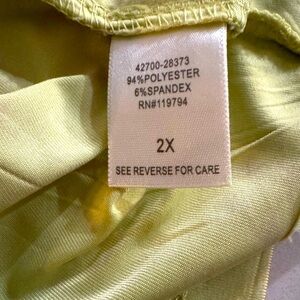 42700-28373
94%POLYESTER
6%SPANDEX
RN#119794
2X
SEE REVERSE FOR CARE